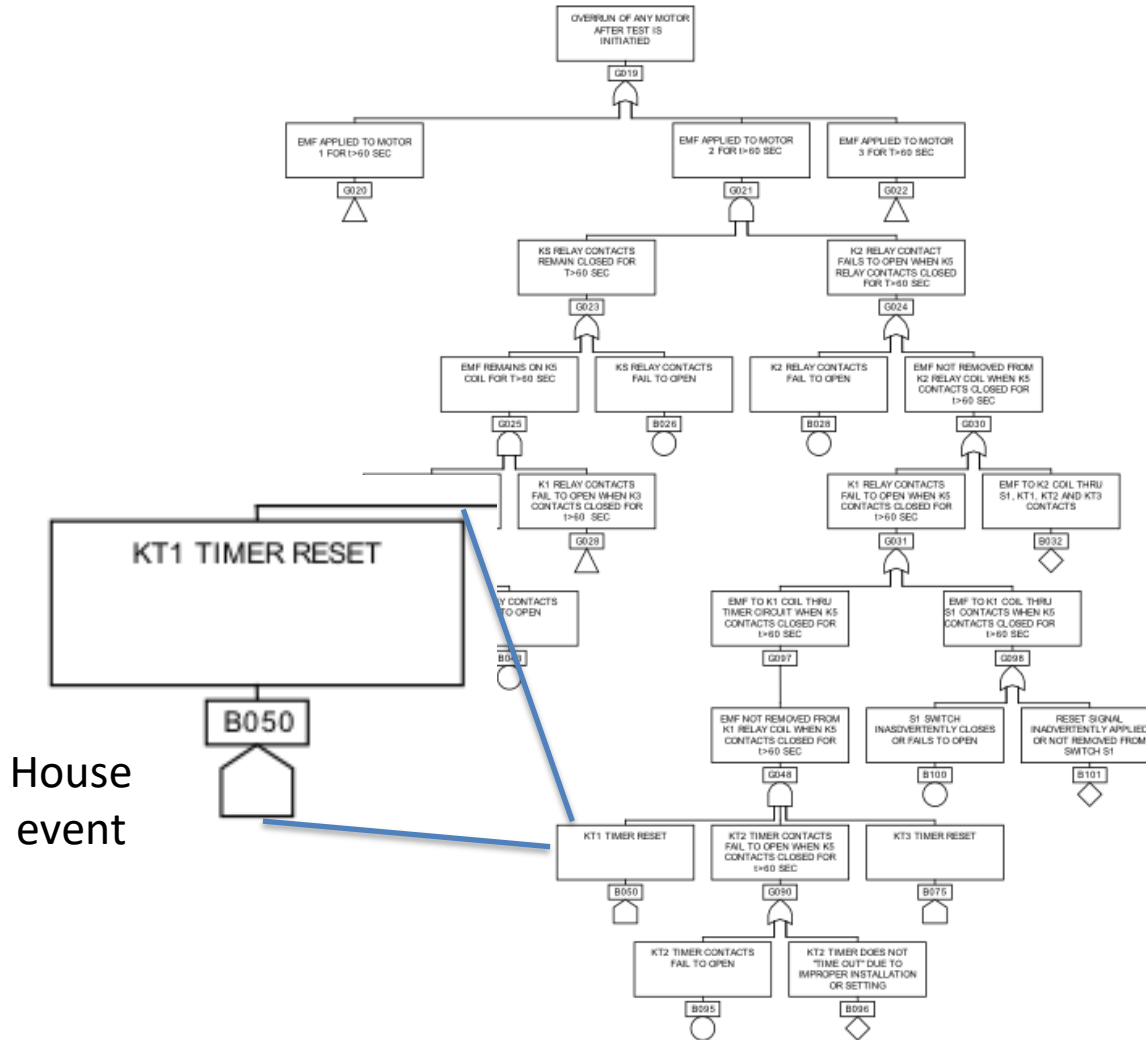 OVERRUN OF ANY MOTOR
AFTER TEST IS
INITIATIED
G019
EMF APPLIED TO MOTOR
1 FOR t>60 SEC
G020
EMF APPLIED TO MOTOR
2 FOR t>60 SEC
G021
EMF APPLIED TO MOTOR
3 FOR t>60 SEC
G022
KS RELAY CONTACTS
REMAIN CLOSED FOR
T>60 SEC
G023
K2 RELAY CONTACT
FAILS TO OPEN WHEN K5
RELAY CONTACTS CLOSED
FOR T>60 SEC
G024
EMF REMAINS ON K5
COIL FOR T>60 SEC
G025
KS RELAY CONTACTS
FAIL TO OPEN
B026
K2 RELAY CONTACTS
FAIL TO OPEN
B028
EMF NOT REMOVED FROM
K2 RELAY COIL WHEN K5
CONTACTS CLOSED FOR
t>60 SEC
G030
K1 RELAY CONTACTS
FAIL TO OPEN WHEN K3
CONTACTS CLOSED FOR
t>60 SEC
G028
K1 RELAY CONTACTS
FAIL TO OPEN WHEN K5
CONTACTS CLOSED FOR
t>60 SEC
G031
EMF TO K2 COIL THRU
S1, KT1, KT2 AND KT3
CONTACTS
B032
KT1 TIMER RESET
B050
House
event
CONTACTS
TO OPEN
EMF TO K1 COIL THRU
TIMER CIRCUIT WHEN K5
CONTACTS CLOSED FOR
t>60 SEC
G097
EMF TO K1 COIL THRU
S1 CONTACTS WHEN K5
CONTACTS CLOSED FOR
t>60 SEC
G098
EMF NOT REMOVED FROM
K1 RELAY COIL WHEN K5
CONTACTS CLOSED FOR
t>60 SEC
G048
S1 SWITCH
INASDVERTENTLY CLOSES
OR FAILS TO OPEN
B100
RESET SIGNAL
INADVERTENTLY APPLIED
OR NOT REMOVED FROM
SWITCH S1
B101
KT1 TIMER RESET
B050
KT2 TIMER CONTACTS
FAIL TO OPEN WHEN K5
CONTACTS CLOSED FOR
t>60 SEC
G090
KT3 TIMER RESET
B075
KT2 TIMER CONTACTS
FAIL TO OPEN
B095
KT2 TIMER DOES NOT
"TIME OUT" DUE TO
IMPROPER INSTALLATION
OR SETTING
B096